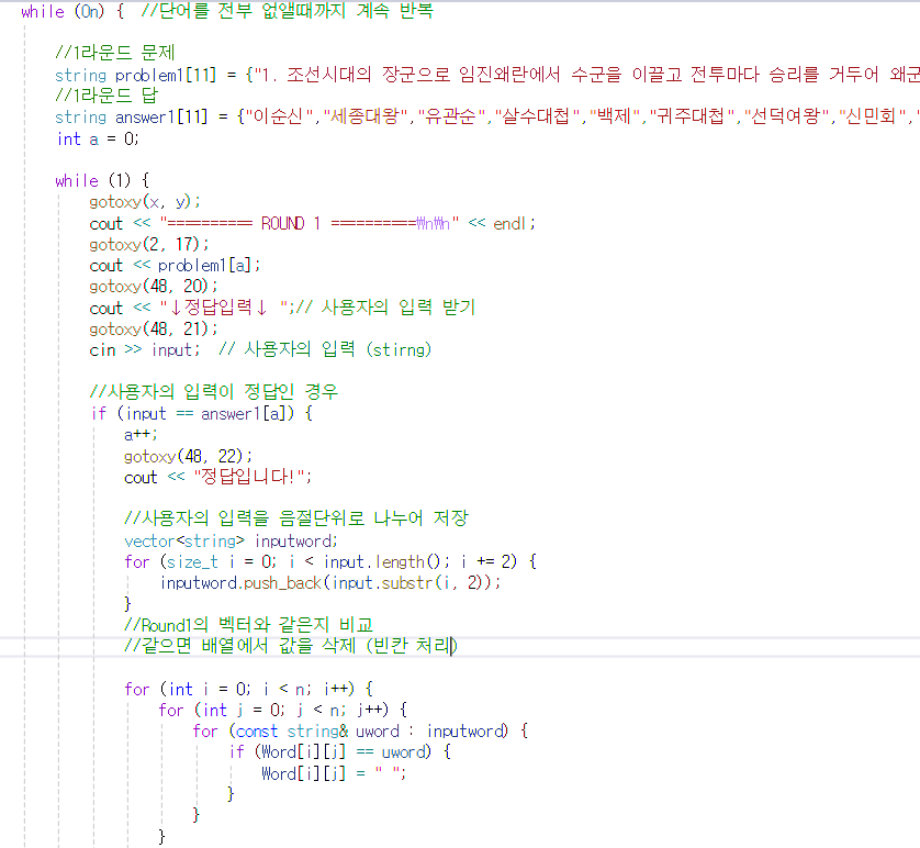 while (On) {  //단어를 전부 없앨때까지 계속 반복
//1라운드 문제
string problem1[11] = {"1. 조선시대의 장군으로 임진왜란에서 수군을 이끌고 전투마다 승리를 거두어 왜군
//1라운드 답
string answer1[11] = {"이순신","세종대왕","유관순","살수대첩","백제","귀주대첩","선덕여왕","신민회","
int a = 0;
while (1) {
gotoxy(x, y);
cout << "========== ROUND 1 ==========₩n₩n" << endl;
gotoxy(2, 17);
cout << problem1[a];
gotoxy(48, 20);
cout << "↓정답입력↓ ";// 사용자의 입력 받기
gotoxy(48, 21);
cin >> input;  // 사용자의 입력 (stirng)
//사용자의 입력이 정답인 경우
if (input == answer1[a]) {
a++;
gotoxy(48, 22);
cout << "정답입니다!";
//사용자의 입력을 음절단위로 나누어 저장
vector<string> inputword;
for (size_t i = 0; i < input.length(); i += 2) {
inputword.push_back(input.substr(i, 2));
}
//Round1의 벡터와 같은지 비교
//같으면 배열에서 값을 삭제 (빈칸 처리)
for (int i = 0; i < n; i++) {
for (int j = 0; j < n; j++) {
for (const string& uword : inputword) {
if (Word[i][j] == uword) {
Word[i][j] = " ";
}
}
}